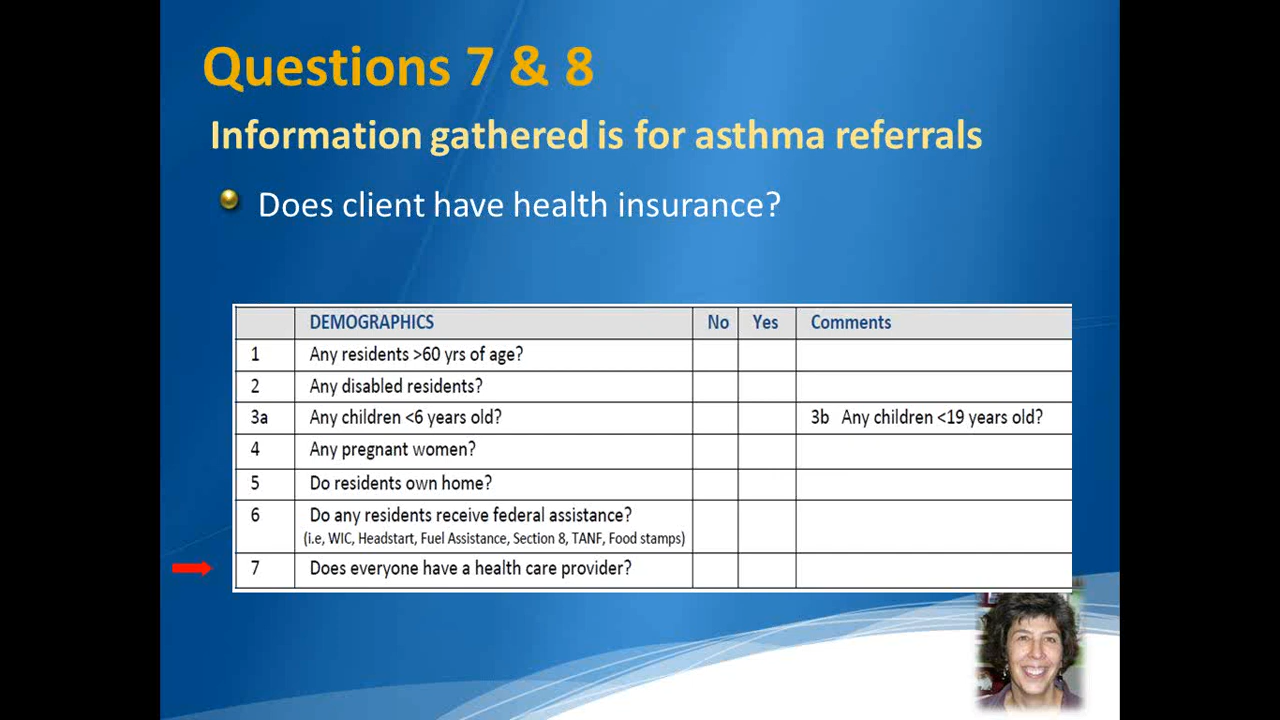 Questions 7 & 8
Information gathered is for asthma referrals
Does client have health insurance?
DEMOGRAPHICS No Yes Comments
1 Any residents >60 yrs of age?
2 Any disabled residents?
3a Any children <6 years old? 3b Any children <19 years old?
4 Any pregnant women?
5 Do residents own home?
6 Do any residents receive federal assistance?
(i.e, WIC, Headstart, Fuel Assistance, Section 8, TANF, Food stamps)
7 Does everyone have a health care provider?